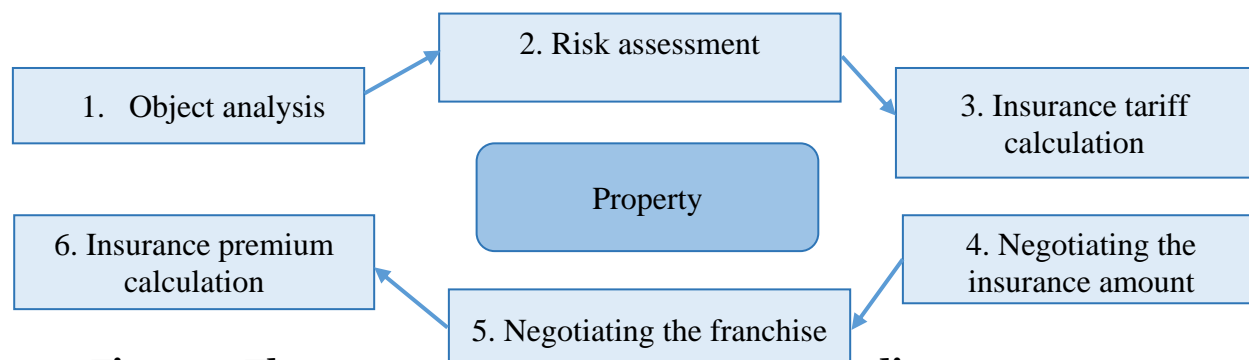 2. Risk assessment
1. Object analysis
3. Insurance tariff
calculation
Property
6. Insurance premium
calculation
4. Negotiating the
insurance amount
5. Negotiating the franchise